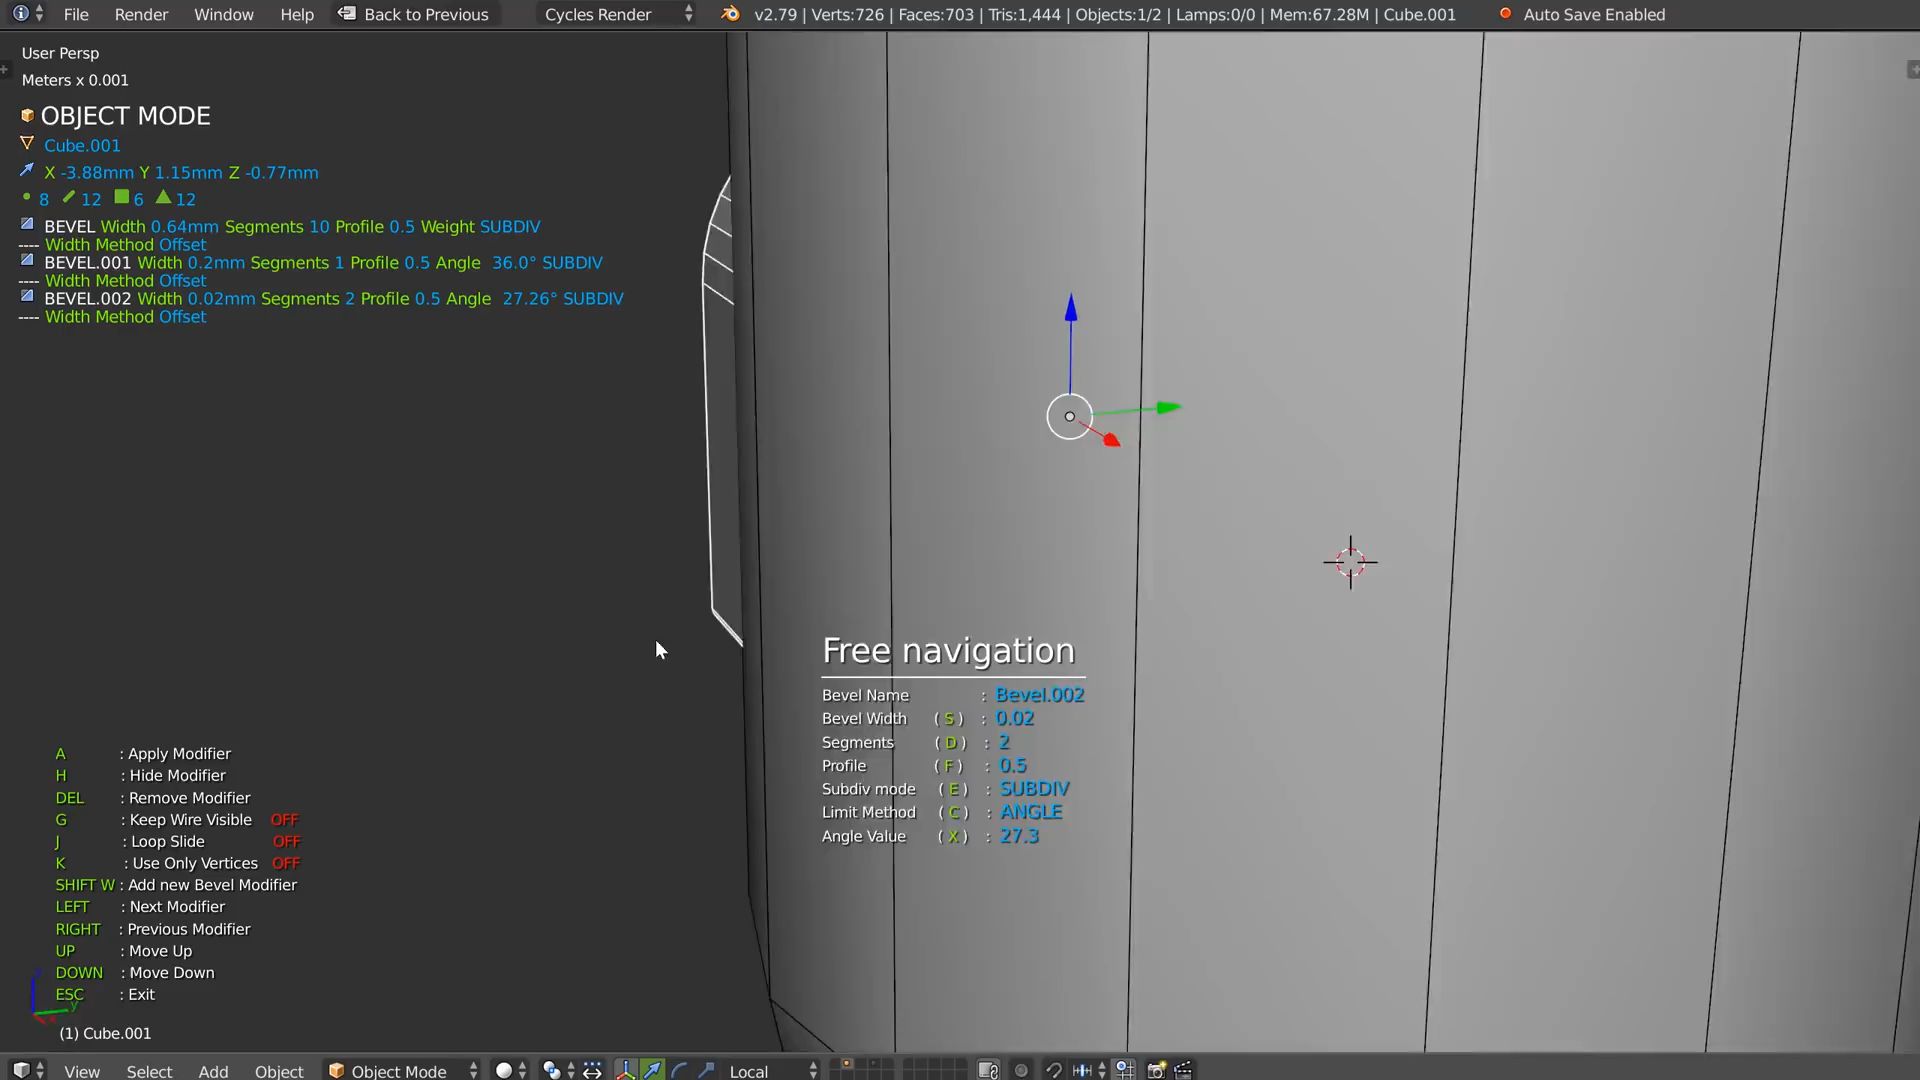 File Render Window Help Back to Previous Cycles Render v2.79 | Verts:726 | Faces:703 | Tris:1,444 | Objects:1/2 | Lamps:0/0 | Mem:67.28M | Cube.001 Auto Save Enabled
User Persp
Meters x 0.001
OBJECT MODE
Cube.001
X -3.88mm Y 1.15mm Z -0.77mm
8 12 6 12
BEVEL Width 0.64mm Segments 10 Profile 0.5 Weight SUBDIV
---- Width Method Offset
BEVEL.001 Width 0.2mm Segments 1 Profile 0.5 Angle 36.0° SUBDIV
---- Width Method Offset
BEVEL.002 Width 0.02mm Segments 2 Profile 0.5 Angle 27.26° SUBDIV
---- Width Method Offset
Free navigation
Bevel Name : Bevel.002
Bevel Width ( S ) : 0.02
Segments ( D ) : 2
Profile ( F ) : 0.5
Subdiv mode ( E ) : SUBDIV
Limit Method ( C ) : ANGLE
Angle Value ( X ) : 27.3
A : Apply Modifier
H : Hide Modifier
DEL : Remove Modifier
G : Keep Wire Visible OFF
J : Loop Slide OFF
K : Use Only Vertices OFF
SHIFT W : Add new Bevel Modifier
LEFT : Next Modifier
RIGHT : Previous Modifier
UP : Move Up
DOWN : Move Down
ESC : Exit
y
(1) Cube.001
View Select Add Object Object Mode Local